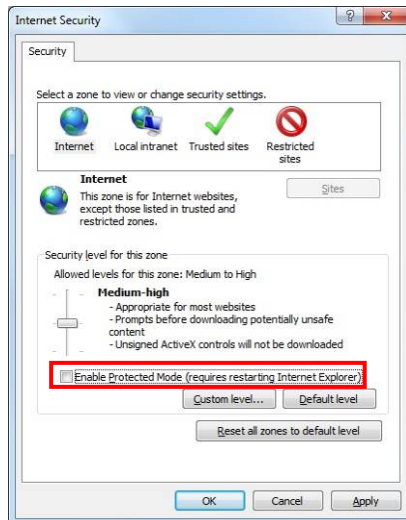 Internet Security
Security
Select a zone to view or change security settings.
Internet Local intranet Trusted sites Restricted
sites
Internet
This zone is for Internet websites,
except those listed in trusted and
restricted zones.
Sites
Security level for this zone
Allowed levels for this zone: Medium to High
Medium-high
- Appropriate for most websites
- Prompts before downloading potentially unsafe
content
- Unsigned ActiveX controls will not be downloaded
Enable Protected Mode (requires restarting Internet Explorer)
Custom level... Default level
Reset all zones to default level
OK Cancel Apply